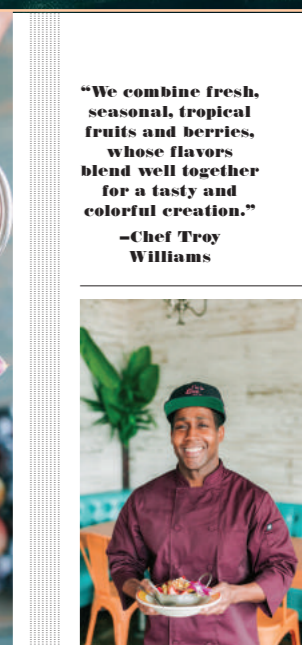 “We combine fresh,
seasonal, tropical
fruits and berries,
whose flavors
blend well together
for a tasty and
colorful creation.”
–Chef Troy
Williams